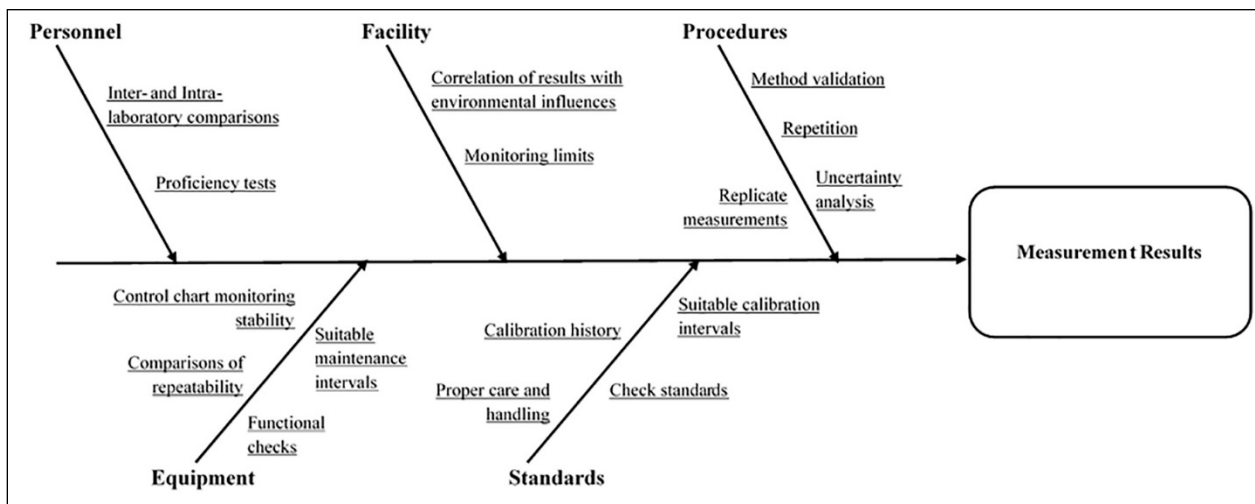 Personnel
Facility
Procedures
Inter- and Intra-
laboratory comparisons
Proficiency tests
Correlation of results with
environmental influences
Monitoring limits
Method validation
Repetition
Uncertainty
analysis
Replicate
measurements
Measurement Results
Control chart monitoring
stability
Suitable
maintenance
intervals
Comparisons of
repeatability
Functional
checks
Equipment
Suitable calibration
intervals
Calibration history
Proper care and
handling
Check standards
Standards